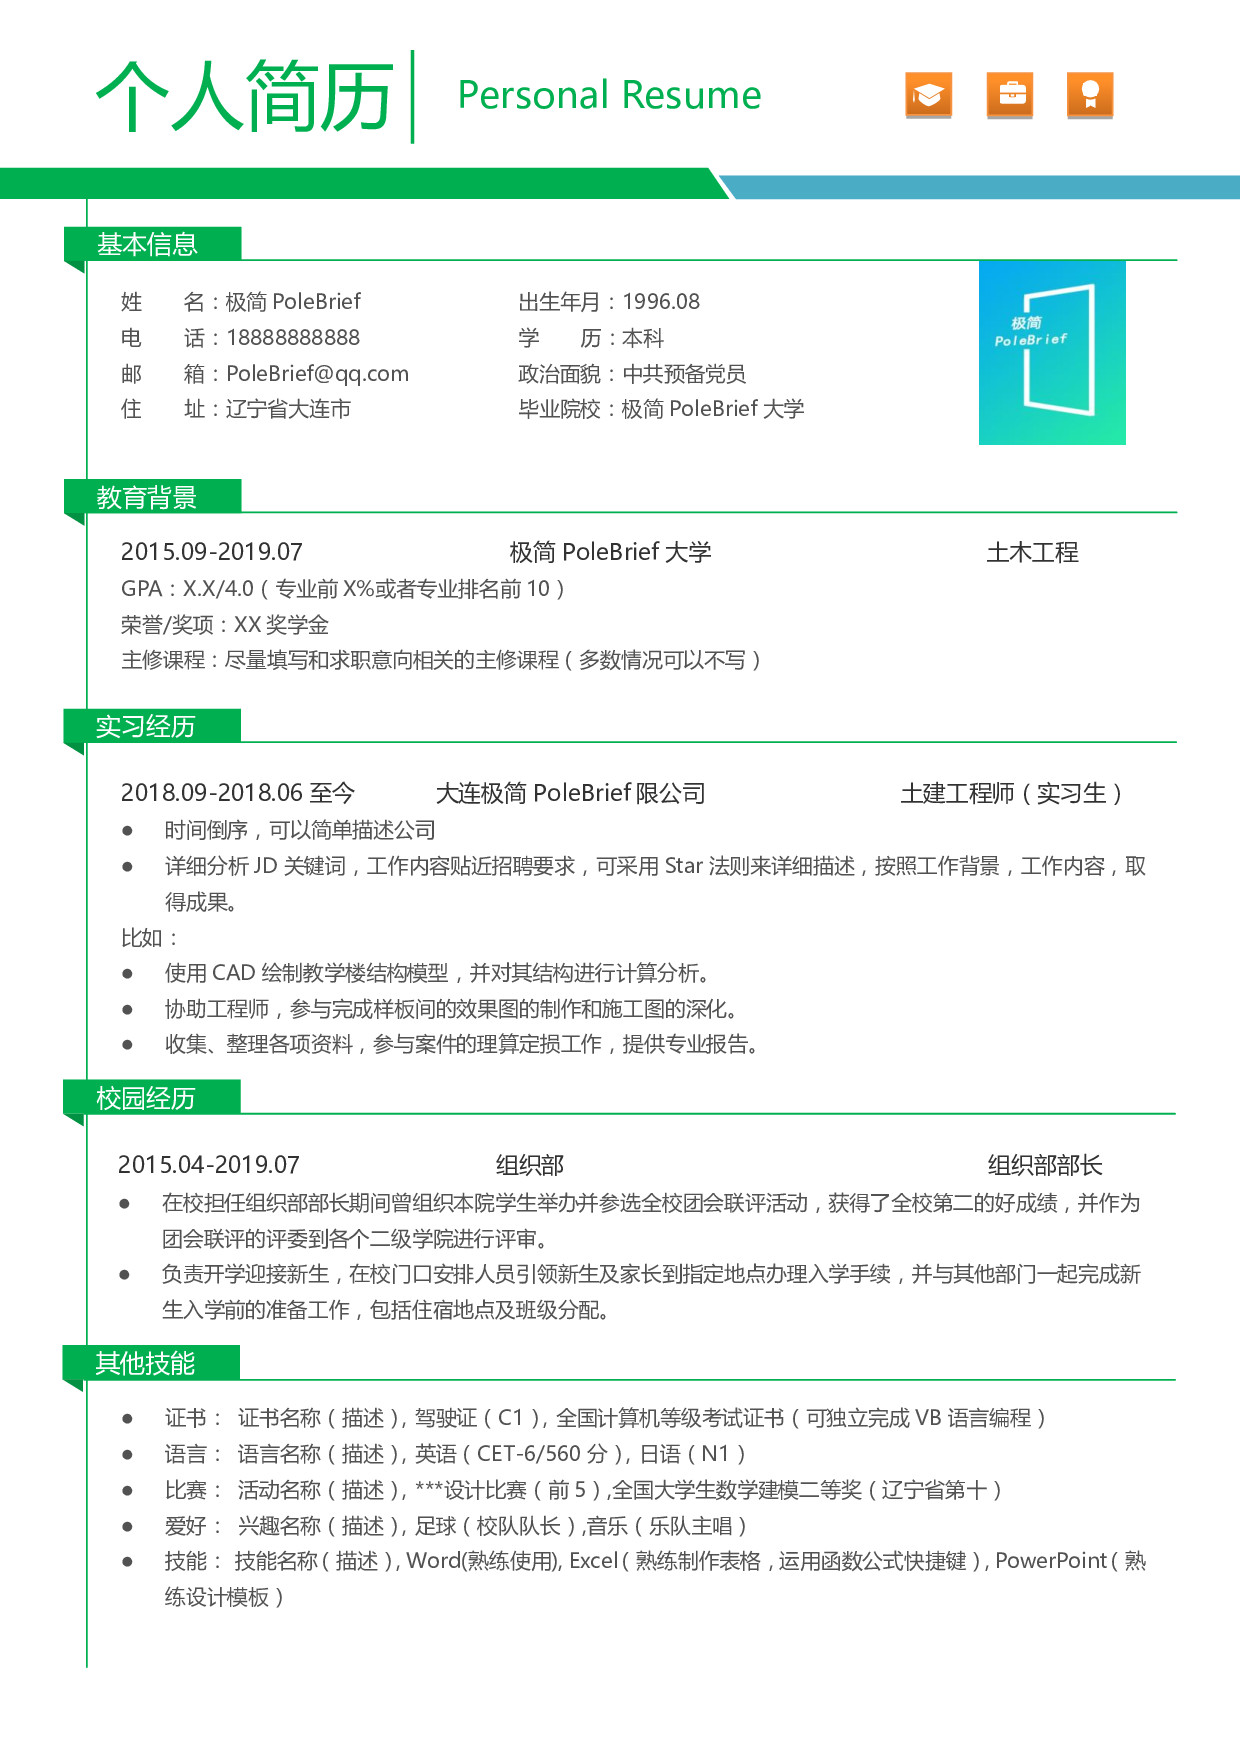 个人简历 Personal Resume
基本信息
姓　　名：极简 PoleBrief　出生年月：1996.08
电　　话：18888888888　学　　历：本科
邮　　箱：PoleBrief@qq.com　政治面貌：中共预备党员
住　　址：辽宁省大连市　毕业院校：极简 PoleBrief 大学
极简
PoleBrief
教育背景
2015.09-2019.07　极简 PoleBrief 大学　土木工程
GPA：X.X/4.0（专业前 X%或者专业排名前 10）
荣誉/奖项：XX 奖学金
主修课程：尽量填写和求职意向相关的主修课程（多数情况可以不写）
实习经历
2018.09-2018.06 至今　大连极简 PoleBrief 限公司　土建工程师（实习生）
● 时间倒序，可以简单描述公司
● 详细分析 JD 关键词，工作内容贴近招聘要求，可采用 Star 法则来详细描述，按照工作背景，工作内容，取
得成果。
比如：
● 使用 CAD 绘制教学楼结构模型，并对其结构进行计算分析。
● 协助工程师，参与完成样板间的效果图的制作和施工图的深化。
● 收集、整理各项资料，参与案件的理算定损工作，提供专业报告。
校园经历
2015.04-2019.07　组织部　组织部部长
● 在校担任组织部部长期间曾组织本院学生举办并参选全校团会联评活动，获得了全校第二的好成绩，并作为
团会联评的评委到各个二级学院进行评审。
● 负责开学迎接新生，在校门口安排人员引领新生及家长到指定地点办理入学手续，并与其他部门一起完成新
生入学前的准备工作，包括住宿地点及班级分配。
其他技能
● 证书： 证书名称（描述）, 驾驶证（C1）, 全国计算机等级考试证书（可独立完成 VB 语言编程）
● 语言： 语言名称（描述）, 英语（CET-6/560 分）, 日语（N1）
● 比赛： 活动名称（描述）, ***设计比赛（前 5）,全国大学生数学建模二等奖（辽宁省第十）
● 爱好： 兴趣名称（描述）, 足球（校队队长）,音乐（乐队主唱）
● 技能： 技能名称（描述）, Word(熟练使用), Excel（熟练制作表格，运用函数公式快捷键）, PowerPoint（熟
练设计模板）